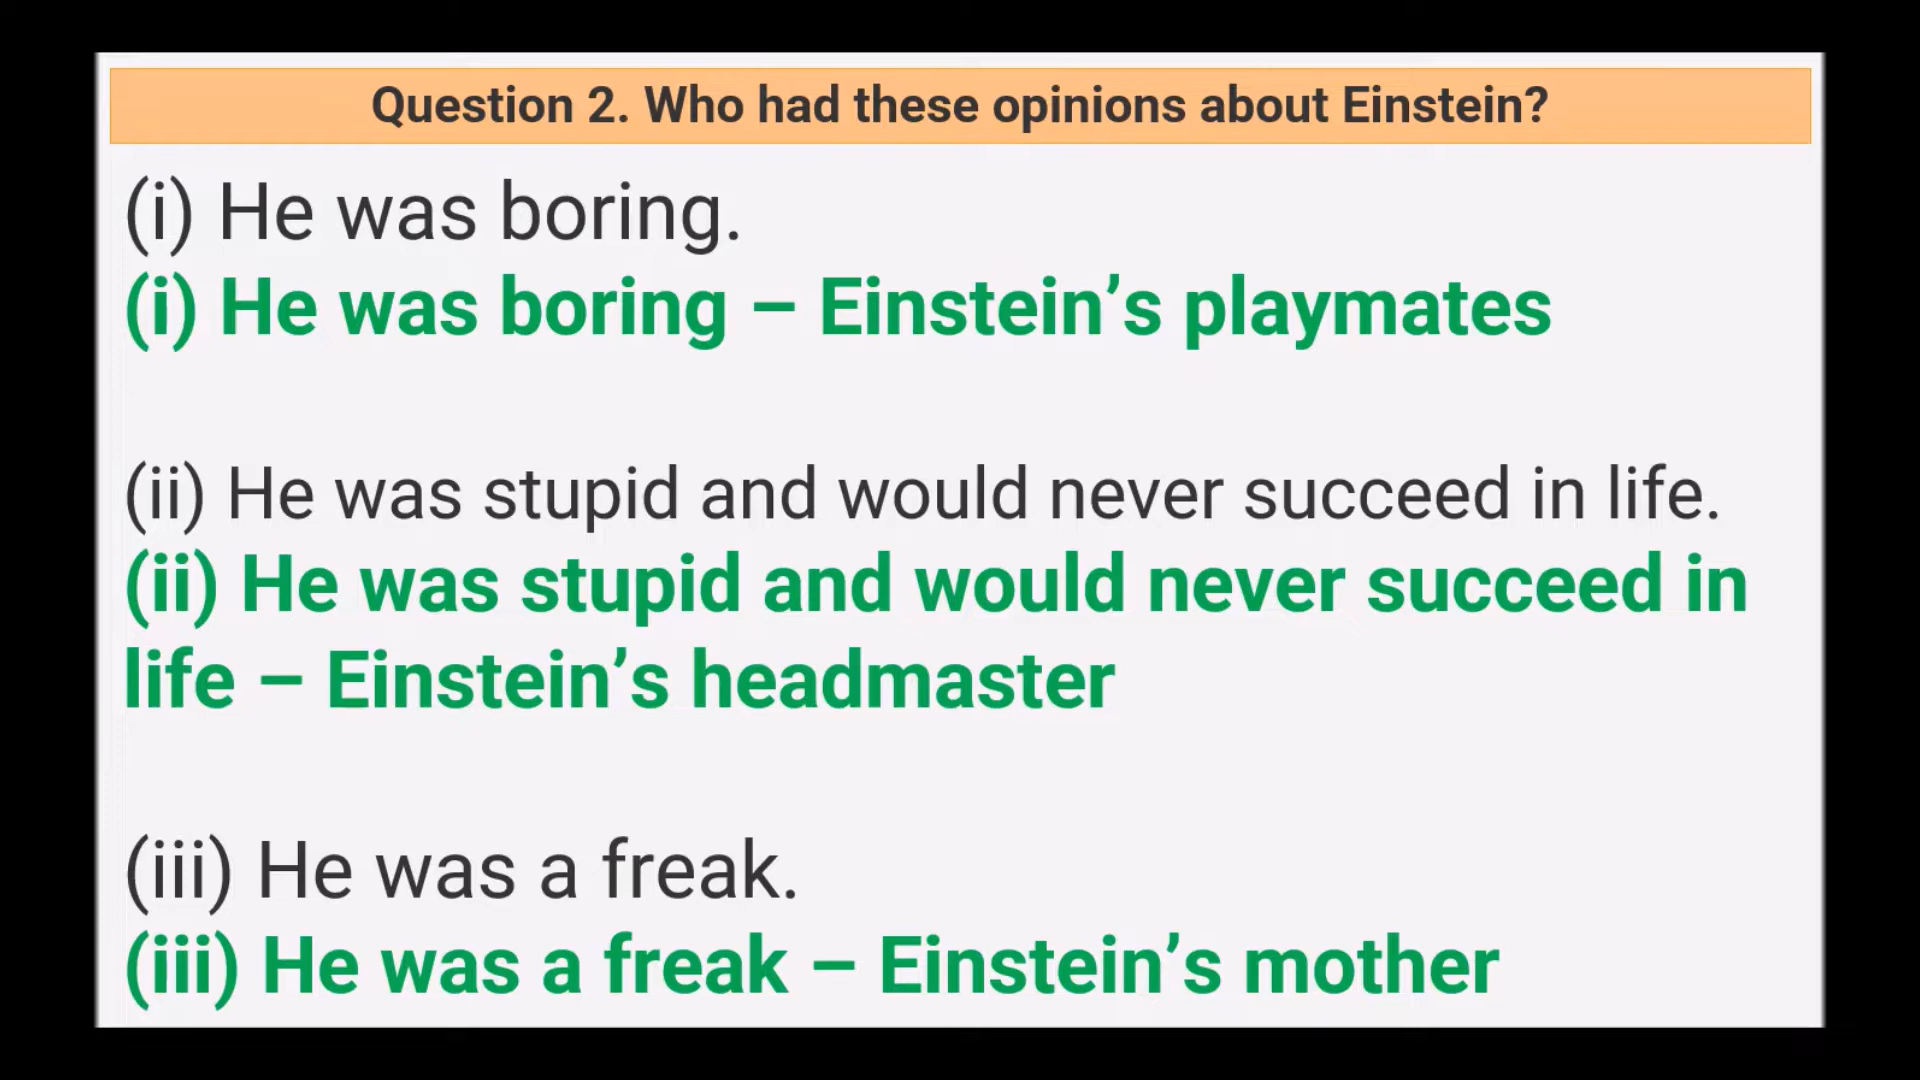 Question 2. Who had these opinions about Einstein?
(i) He was boring.
(i) He was boring – Einstein’s playmates
(ii) He was stupid and would never succeed in life.
(ii) He was stupid and would never succeed in
life – Einstein’s headmaster
(iii) He was a freak.
(iii) He was a freak – Einstein’s mother